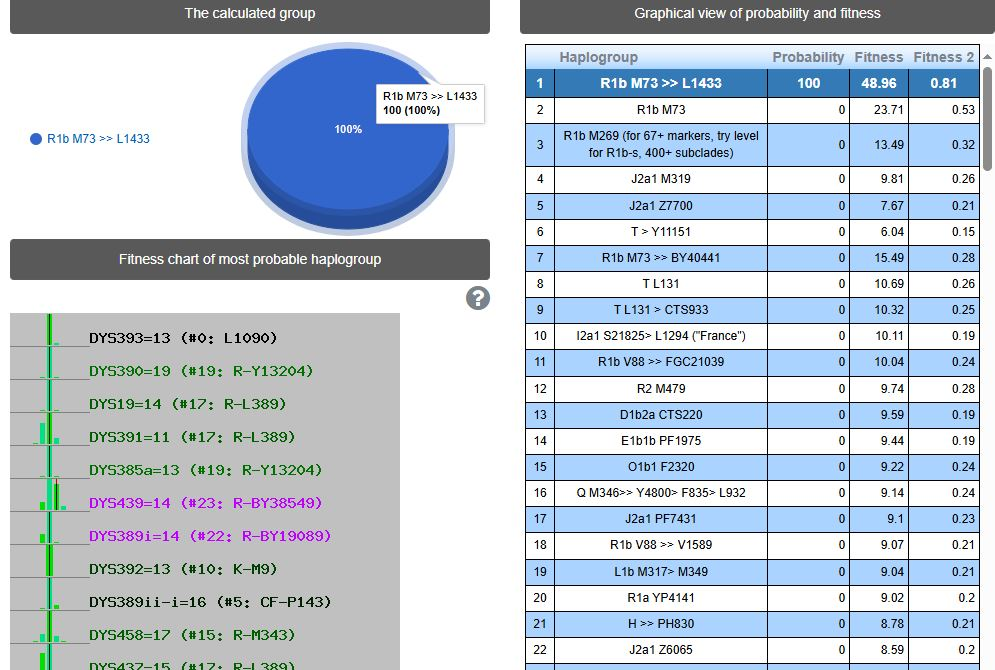 The calculated group
R1b M73 >> L1433
R1b M73 >> L1433
100 (100%)
100%
Fitness chart of most probable haplogroup
?
DYS393=13 (#0: L1090)
DYS390=19 (#19: R-Y13204)
DYS19=14 (#17: R-L389)
DYS391=11 (#17: R-L389)
DYS385a=13 (#19: R-Y13204)
DYS439=14 (#23: R-BY38549)
DYS389i=14 (#22: R-BY19089)
DYS392=13 (#10: K-M9)
DYS389ii-i=16 (#5: CF-P143)
DYS458=17 (#15: R-M343)
DYS437=15 (#17: R-L389)
Graphical view of probability and fitness
Haplogroup Probability Fitness Fitness 2
1 R1b M73 >> L1433 100 48.96 0.81
2 R1b M73 0 23.71 0.53
3 R1b M269 (for 67+ markers, try level
for R1b-s, 400+ subclades) 0 13.49 0.32
4 J2a1 M319 0 9.81 0.26
5 J2a1 Z7700 0 7.67 0.21
6 T > Y11151 0 6.04 0.15
7 R1b M73 >> BY40441 0 15.49 0.28
8 T L131 0 10.69 0.26
9 T L131 > CTS933 0 10.32 0.25
10 I2a1 S21825> L1294 ("France") 0 10.11 0.19
11 R1b V88 >> FGC21039 0 10.04 0.24
12 R2 M479 0 9.74 0.28
13 D1b2a CTS220 0 9.59 0.19
14 E1b1b PF1975 0 9.44 0.19
15 O1b1 F2320 0 9.22 0.24
16 Q M346>> Y4800> F835> L932 0 9.14 0.24
17 J2a1 PF7431 0 9.1 0.23
18 R1b V88 >> V1589 0 9.07 0.21
19 L1b M317> M349 0 9.04 0.21
20 R1a YP4141 0 9.02 0.2
21 H >> PH830 0 8.78 0.21
22 J2a1 Z6065 0 8.59 0.2